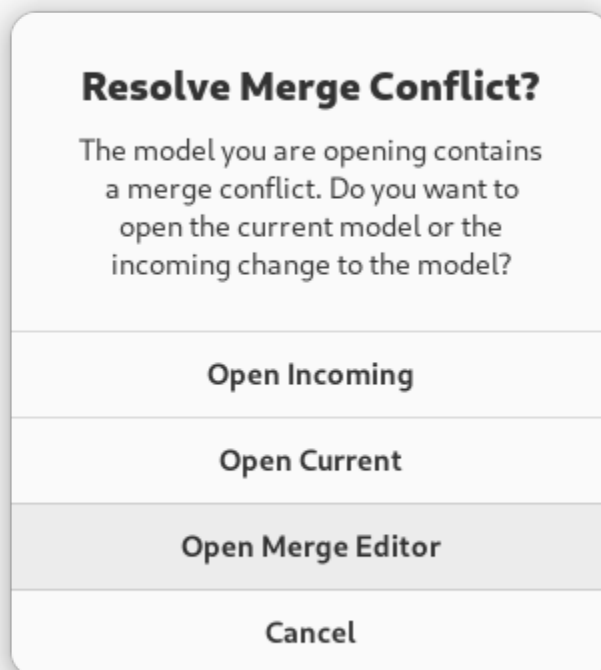 Resolve Merge Conflict?
The model you are opening contains
a merge conflict. Do you want to
open the current model or the
incoming change to the model?
Open Incoming
Open Current
Open Merge Editor
Cancel